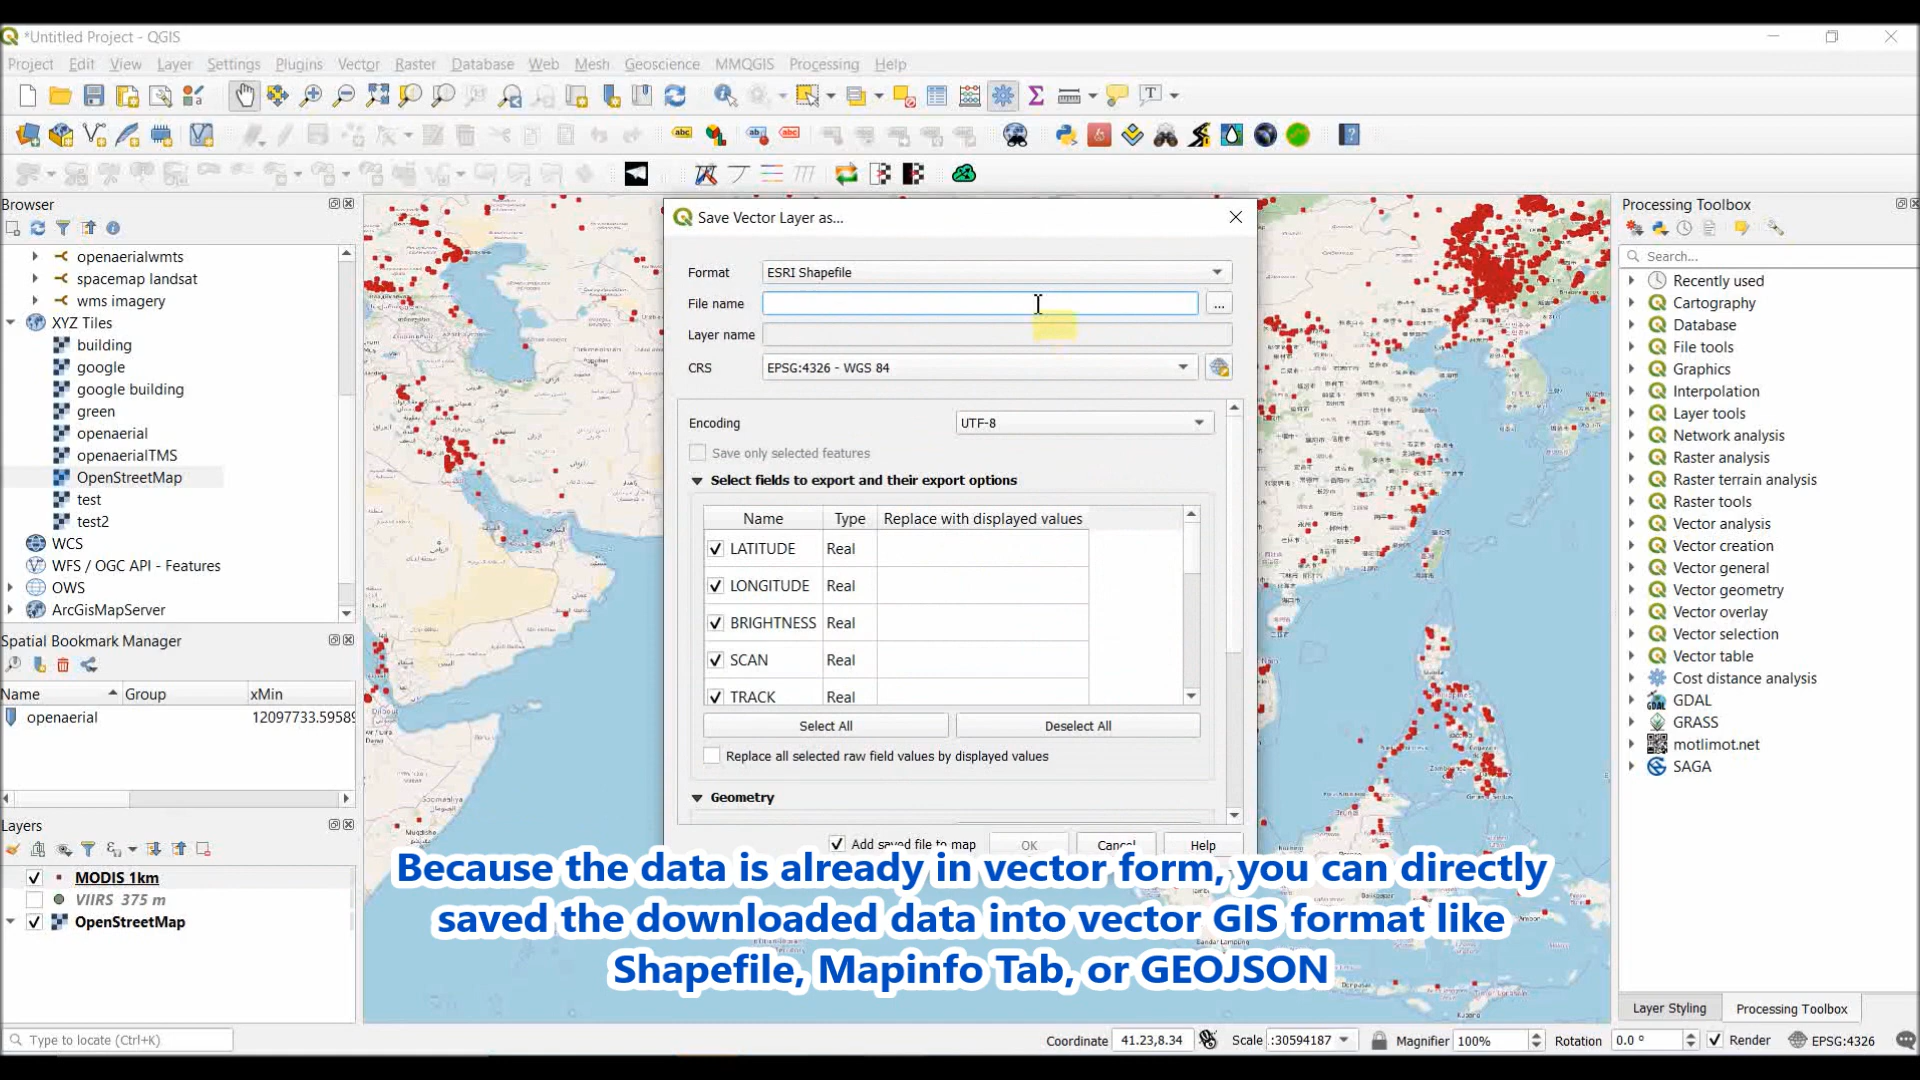 *Untitled Project - QGIS
Project Edit View Layer Settings Plugins Vector Raster Database Web Mesh Geoscience MMQGIS Processing Help
Browser
openaerialwmts
spacemap landsat
wms imagery
XYZ Tiles
building
google
google building
green
openaerial
openaerialTMS
OpenStreetMap
test
test2
WCS
WFS / OGC API - Features
OWS
ArcGisMapServer
Spatial Bookmark Manager
Name Group xMin
openaerial 12097733.5958
Layers
MODIS 1km
VIIRS 375 m
OpenStreetMap
Type to locate (Ctrl+K)
Save Vector Layer as...
Format ESRI Shapefile
File name ...
Layer name
CRS EPSG:4326 - WGS 84
Encoding UTF-8
Save only selected features
Select fields to export and their export options
Name Type Replace with displayed values
LATITUDE Real
LONGITUDE Real
BRIGHTNESS Real
SCAN Real
TRACK Real
Select All Deselect All
Replace all selected raw field values by displayed values
Geometry
Add saved file to map OK Cancel Help
Because the data is already in vector form, you can directly
saved the downloaded data into vector GIS format like
Shapefile, Mapinfo Tab, or GEOJSON
Processing Toolbox
Search...
Recently used
Cartography
Database
File tools
Graphics
Interpolation
Layer tools
Network analysis
Raster analysis
Raster terrain analysis
Raster tools
Vector analysis
Vector creation
Vector general
Vector geometry
Vector overlay
Vector selection
Vector table
Cost distance analysis
GDAL
GRASS
motlimot.net
SAGA
Layer Styling Processing Toolbox
Coordinate 41.23,8.34 Scale :30594187 Magnifier 100% Rotation 0.0 ° Render EPSG:4326